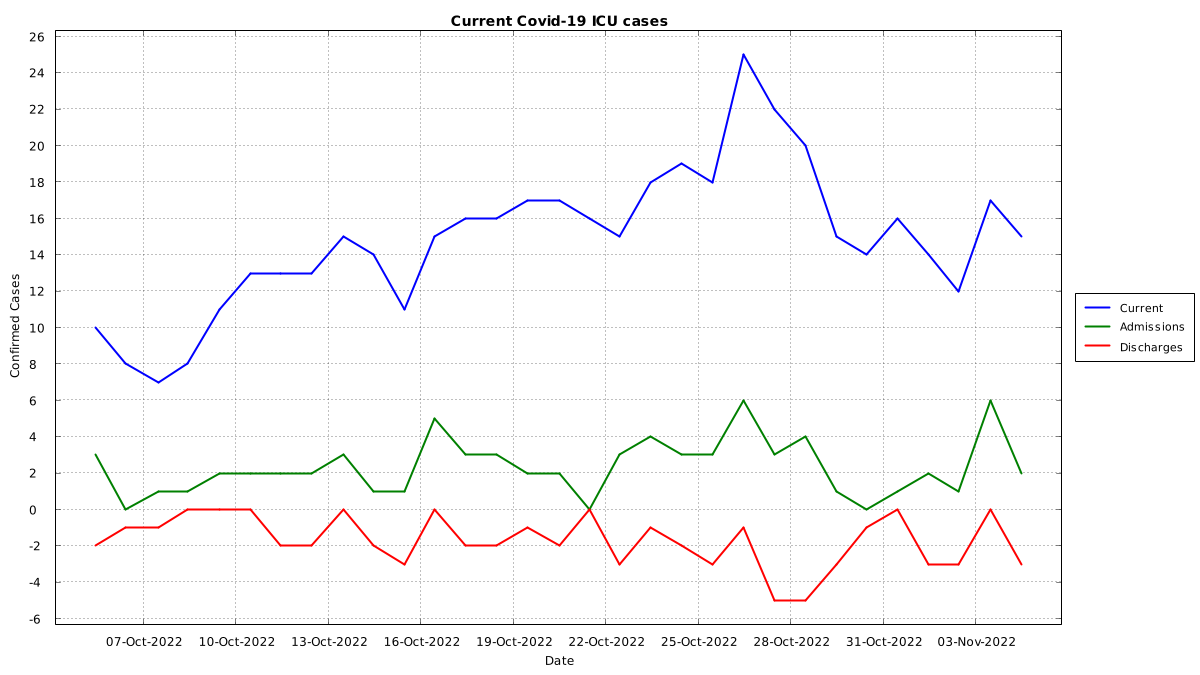 Current Covid-19 ICU cases
26
24
22
20
18
16
14
12
10
8
6
4
2
0
-2
-4
-6
Confirmed Cases
07-Oct-2022 10-Oct-2022 13-Oct-2022 16-Oct-2022 19-Oct-2022 22-Oct-2022 25-Oct-2022 28-Oct-2022 31-Oct-2022 03-Nov-2022
Date
Current
Admissions
Discharges